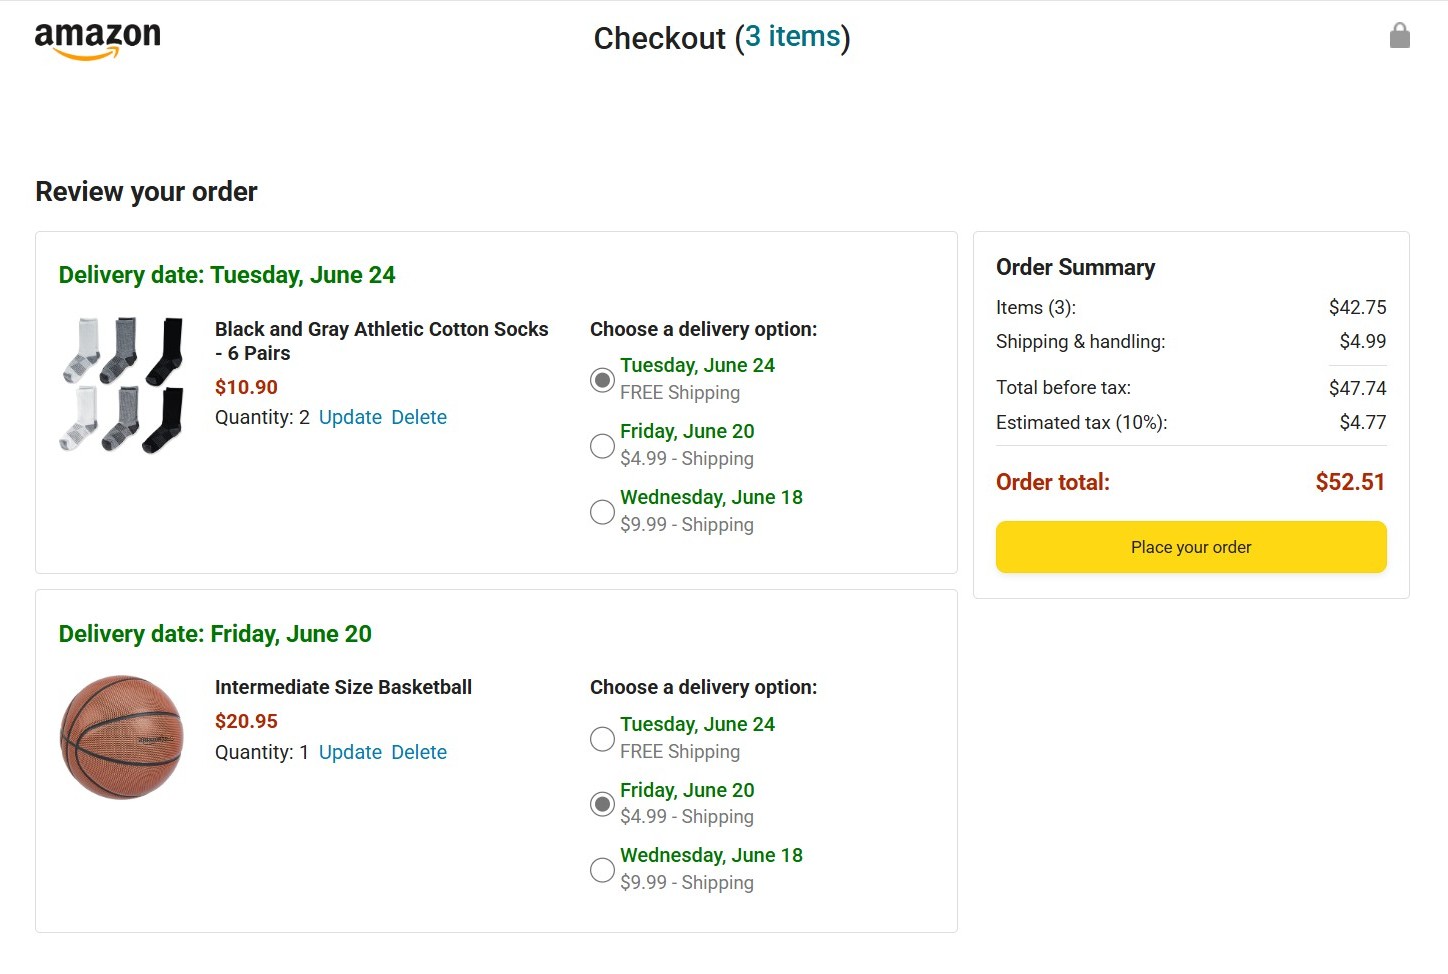 amazon
Checkout (3 items)
Review your order
Delivery date: Tuesday, June 24
Black and Gray Athletic Cotton Socks
- 6 Pairs
$10.90
Quantity: 2 Update Delete
Choose a delivery option:
Tuesday, June 24
FREE Shipping
Friday, June 20
$4.99 - Shipping
Wednesday, June 18
$9.99 - Shipping
Delivery date: Friday, June 20
Intermediate Size Basketball
$20.95
Quantity: 1 Update Delete
Choose a delivery option:
Tuesday, June 24
FREE Shipping
Friday, June 20
$4.99 - Shipping
Wednesday, June 18
$9.99 - Shipping
Order Summary
Items (3): $42.75
Shipping & handling: $4.99
Total before tax: $47.74
Estimated tax (10%): $4.77
Order total: $52.51
Place your order